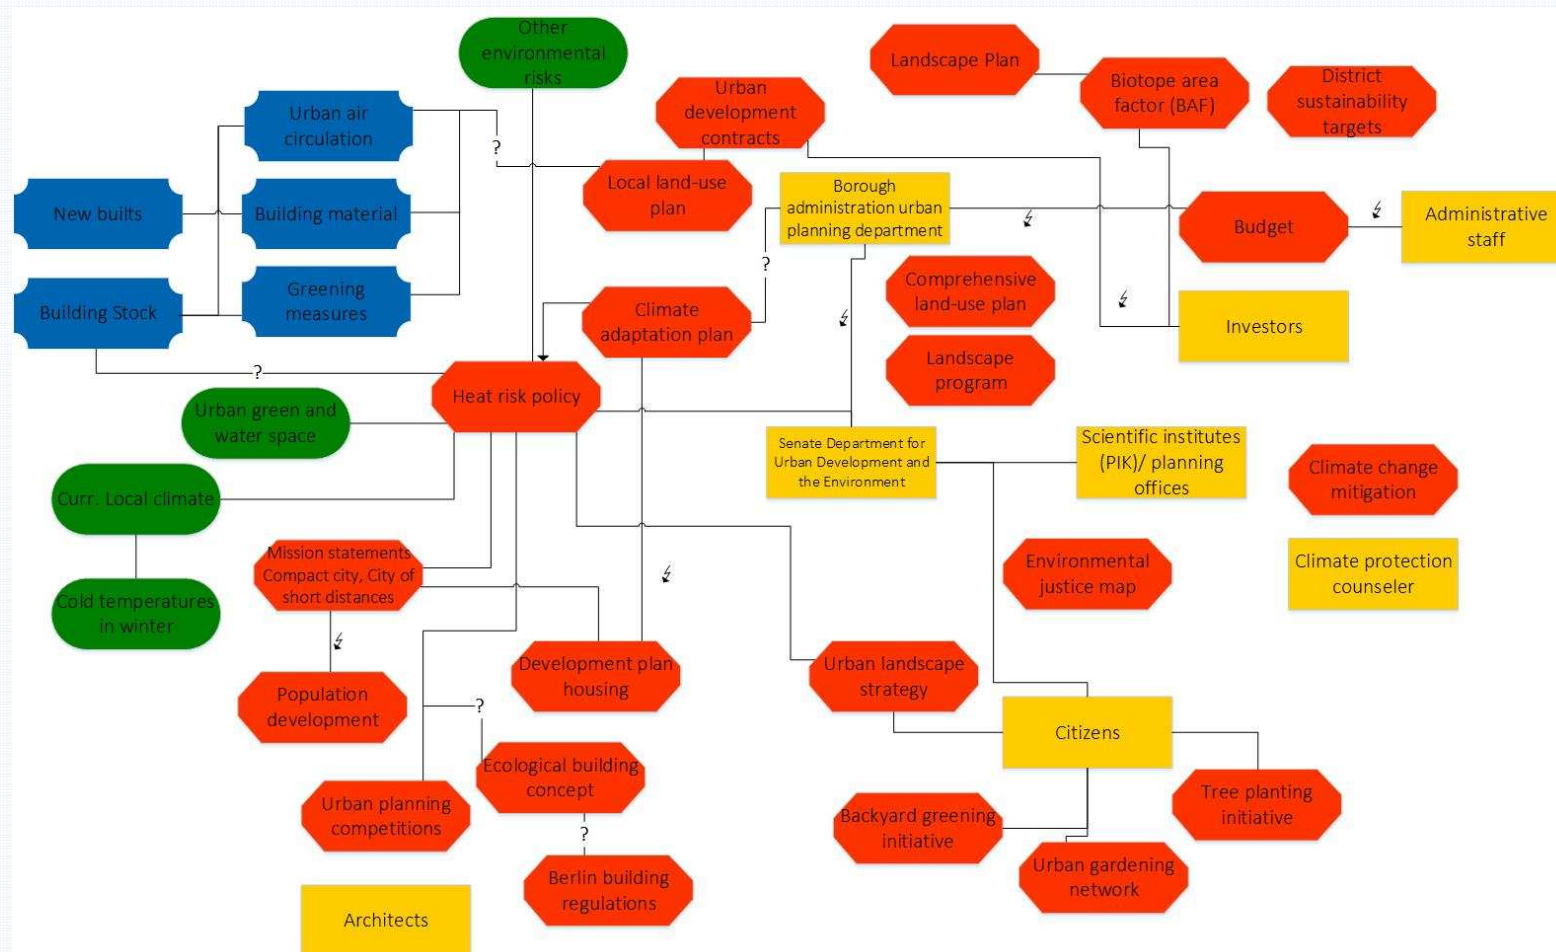 Other
environmental
risks
Landscape Plan
Urban
development
contracts
Biotope area
factor (BAF)
District
sustainability
targets
Urban air
circulation
?
Local land-use
plan
Borough
administration urban
planning department
New builts
Building material
Budget
Administrative
staff
?
Greening
measures
Building Stock
Climate
adaptation plan
Comprehensive
land-use plan
Investors
Landscape
program
?
Heat risk policy
Urban green and
water space
Senate Department for
Urban Development and
the Environment
Scientific institutes
(PIK)/ planning
offices
Climate change
mitigation
Curr. Local climate
Mission statements
Compact city, City of
short distances
Environmental
justice map
Climate protection
counseler
Cold temperatures
in winter
Development plan
housing
Urban landscape
strategy
Population
development
?
Citizens
Ecological building
concept
Urban planning
competitions
?
Backyard greening
initiative
Tree planting
initiative
Urban gardening
network
Berlin building
regulations
Architects